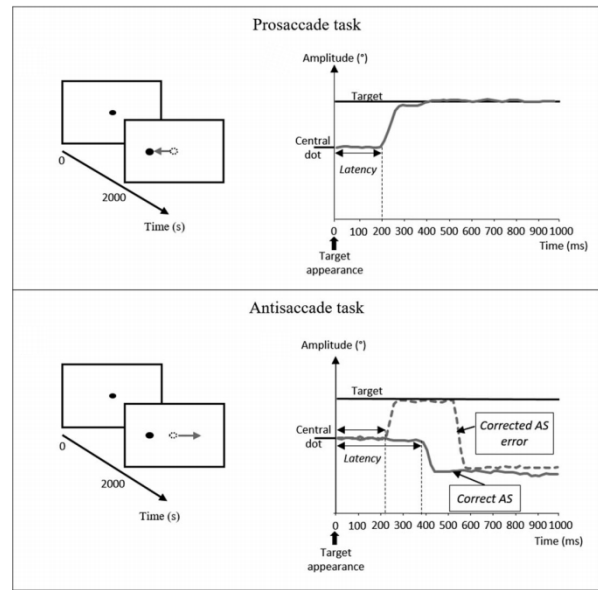 Prosaccade task
Amplitude (°)
Target
Central
dot
Latency
0
2000
Time (s)
0 100 200 300 400 500 600 700 800 900 1000
Time (ms)
Target
appearance
Antisaccade task
Amplitude (°)
Target
Central
dot
Latency
Corrected AS
error
Correct AS
0
2000
Time (s)
0 100 200 300 400 500 600 700 800 900 1000
Time (ms)
Target
appearance